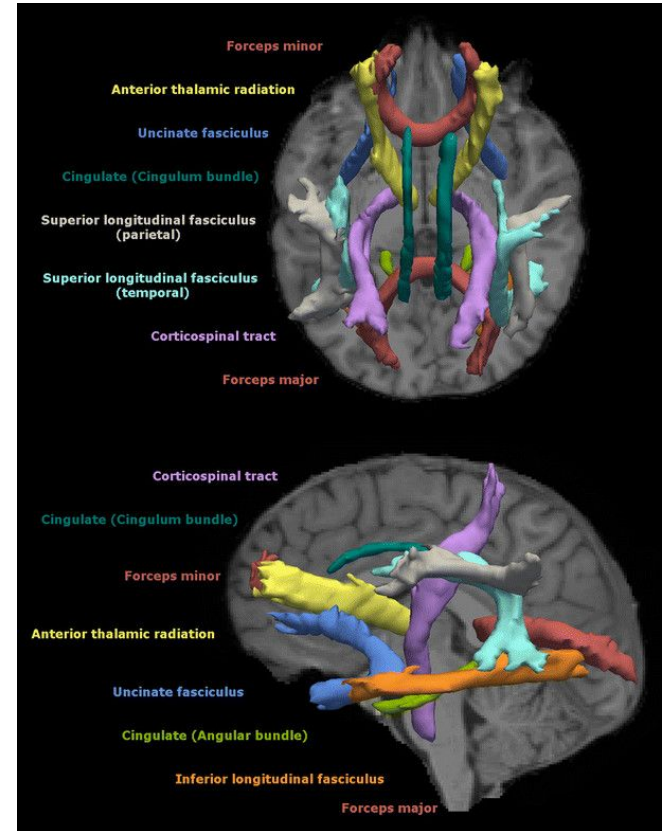 Forceps minor
Anterior thalamic radiation
Uncinate fasciculus
Cingulate (Cingulum bundle)
Superior longitudinal fasciculus
(parietal)
Superior longitudinal fasciculus
(temporal)
Corticospinal tract
Forceps major
Corticospinal tract
Cingulate (Cingulum bundle)
Forceps minor
Anterior thalamic radiation
Uncinate fasciculus
Cingulate (Angular bundle)
Inferior longitudinal fasciculus
Forceps major